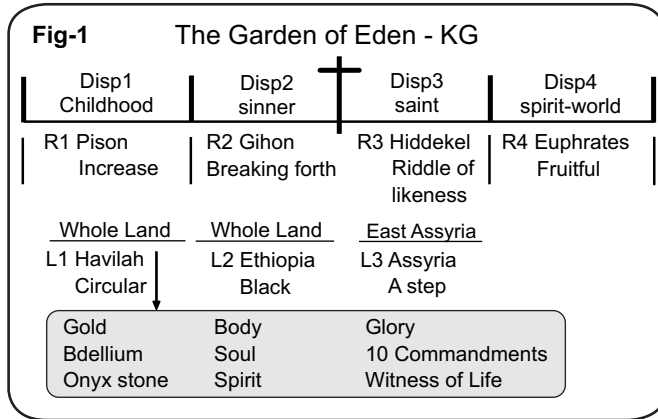 Fig-1 The Garden of Eden - KG
Disp1 Disp2 Disp3 Disp4
Childhood sinner saint spirit-world
R1 Pison R2 Gihon R3 Hiddekel R4 Euphrates
Increase Breaking forth Riddle of Fruitful
likeness
Whole Land Whole Land East Assyria
L1 Havilah L2 Ethiopia L3 Assyria
Circular Black A step
Gold Body Glory
Bdellium Soul 10 Commandments
Onyx stone Spirit Witness of Life